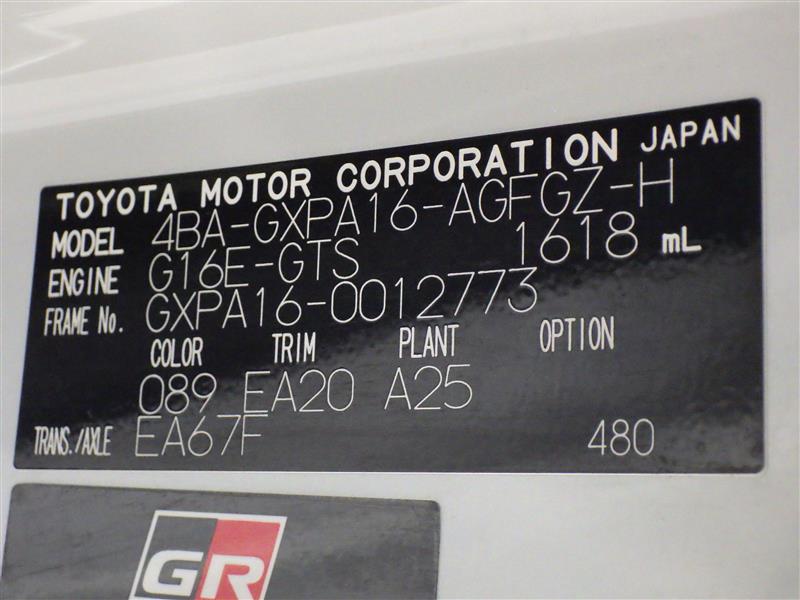 TOYOTA MOTOR CORPORATION JAPAN
MODEL 4BA-GXPA16-AGFGZ-H
ENGINE G16E-GTS 1618 mL
FRAME No. GXPA16-0012773
COLOR TRIM PLANT OPTION
089 EA20 A25
TRANS./AXLE EA67F 480
GR